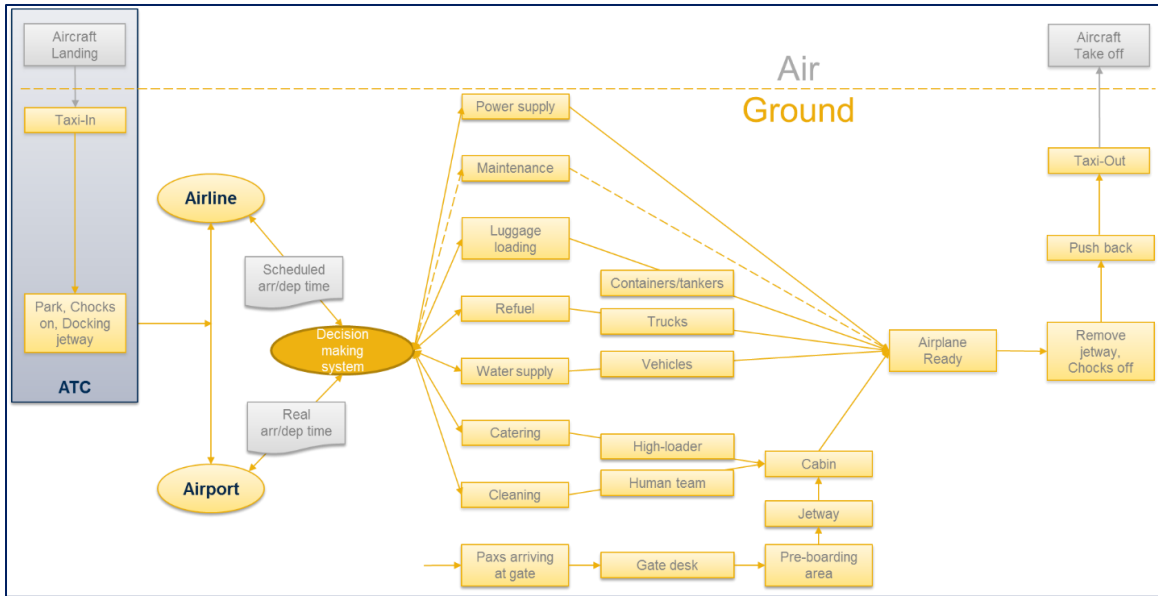 Aircraft
Landing
Taxi-In
Park, Chocks
on, Docking
jetway
ATC
Airline
Scheduled
arr/dep time
Decision
making
system
Real
arr/dep time
Airport
Air
Ground
Power supply
Maintenance
Luggage
loading
Containers/tankers
Refuel
Trucks
Water supply
Vehicles
Catering
High-loader
Cleaning
Human team
Cabin
Jetway
Paxs arriving
at gate
Gate desk
Pre-boarding
area
Airplane
Ready
Remove
jetway,
Chocks off
Push back
Taxi-Out
Aircraft
Take off